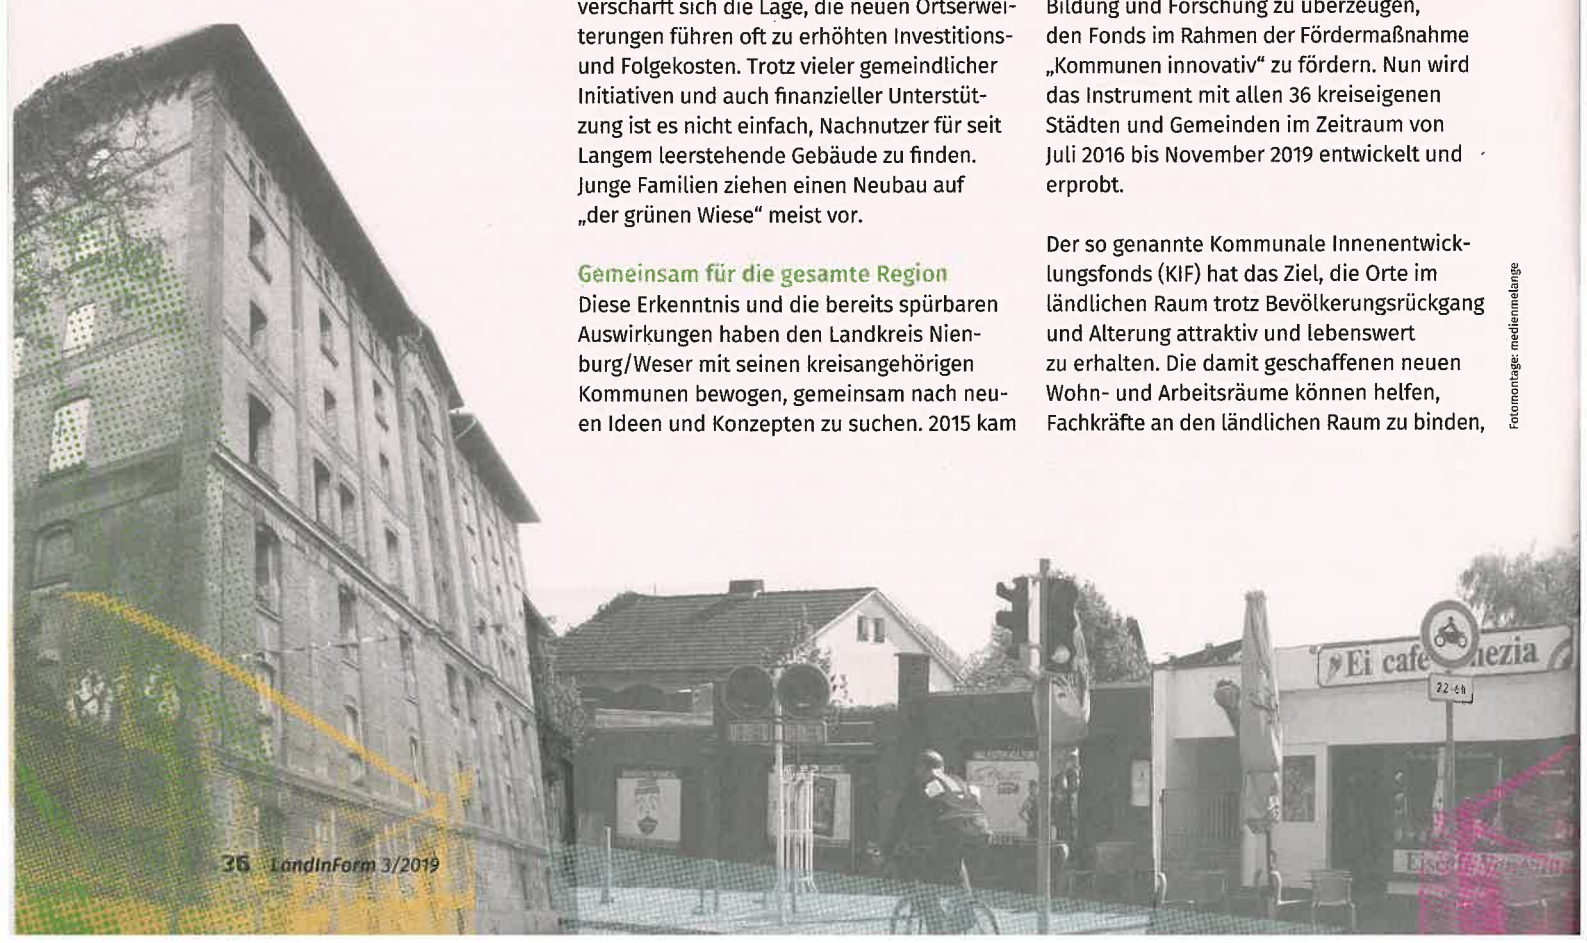 verschärft sich die Lage, die neuen Ortserwei-
terungen führen oft zu erhöhten Investitions-
und Folgekosten. Trotz vieler gemeindlicher
Initiativen und auch finanzieller Unterstüt-
zung ist es nicht einfach, Nachnutzer für seit
Langem leerstehende Gebäude zu finden.
Junge Familien ziehen einen Neubau auf
„der grünen Wiese“ meist vor.
Gemeinsam für die gesamte Region
Diese Erkenntnis und die bereits spürbaren
Auswirkungen haben den Landkreis Nien-
burg/Weser mit seinen kreisangehörigen
Kommunen bewogen, gemeinsam nach neu-
en Ideen und Konzepten zu suchen. 2015 kam
Bildung und Forschung zu überzeugen,
den Fonds im Rahmen der Fördermaßnahme
„Kommunen innovativ“ zu fördern. Nun wird
das Instrument mit allen 36 kreiseigenen
Städten und Gemeinden im Zeitraum von
Juli 2016 bis November 2019 entwickelt und
erprobt.
Der so genannte Kommunale Innenentwick-
lungsfonds (KIF) hat das Ziel, die Orte im
ländlichen Raum trotz Bevölkerungsrückgang
und Alterung attraktiv und lebenswert
zu erhalten. Die damit geschaffenen neuen
Wohn- und Arbeitsräume können helfen,
Fachkräfte an den ländlichen Raum zu binden,
Fotomontage: medienmelange
Ei cafe nezia
22-6h
36 LandInForm 3/2019